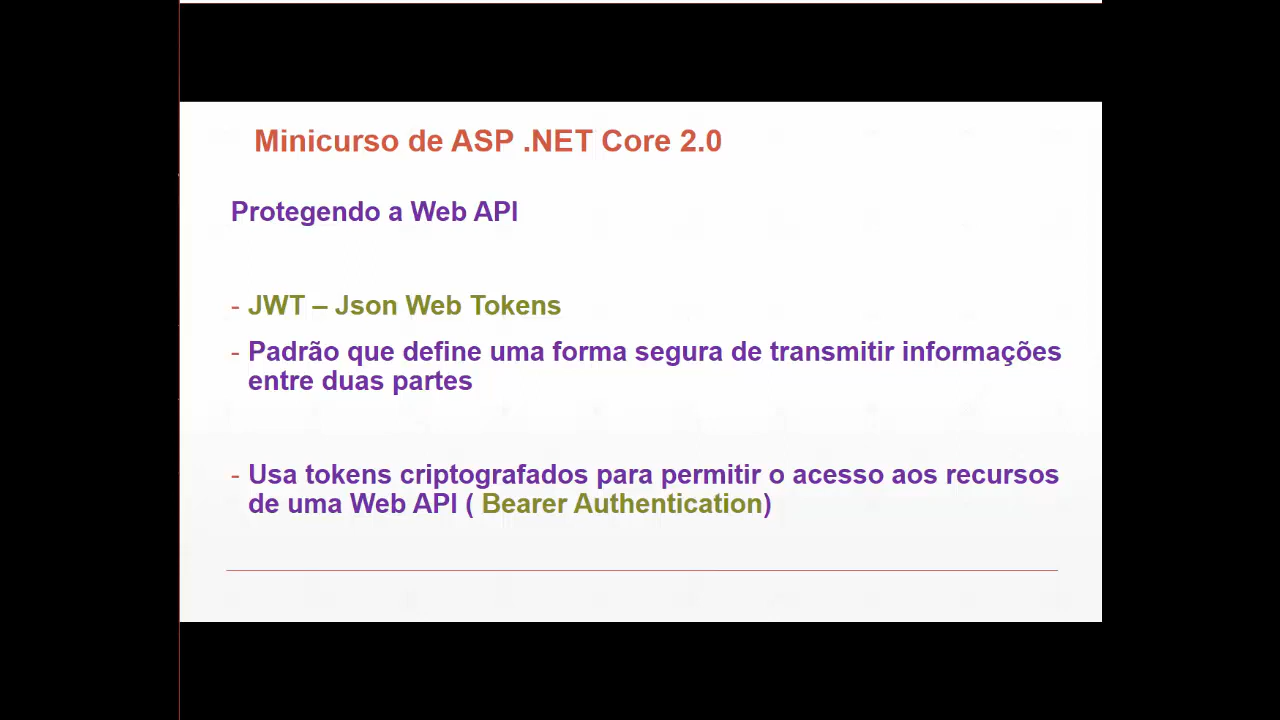 Minicurso de ASP .NET Core 2.0
Protegendo a Web API
- JWT – Json Web Tokens
- Padrão que define uma forma segura de transmitir informações
entre duas partes
- Usa tokens criptografados para permitir o acesso aos recursos
de uma Web API ( Bearer Authentication)